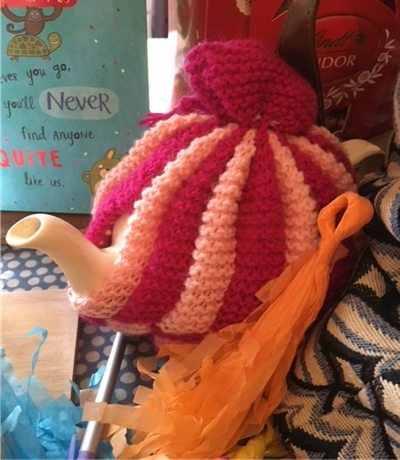 ever you go,
you'll Never
find Anyone
QUITE
like us.
Lindt
NDOR